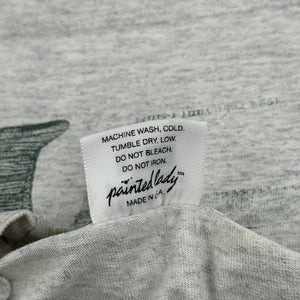 MACHINE WASH, COLD.
TUMBLE DRY, LOW.
DO NOT BLEACH.
DO NOT IRON.
painted lady
MADE IN L.A.